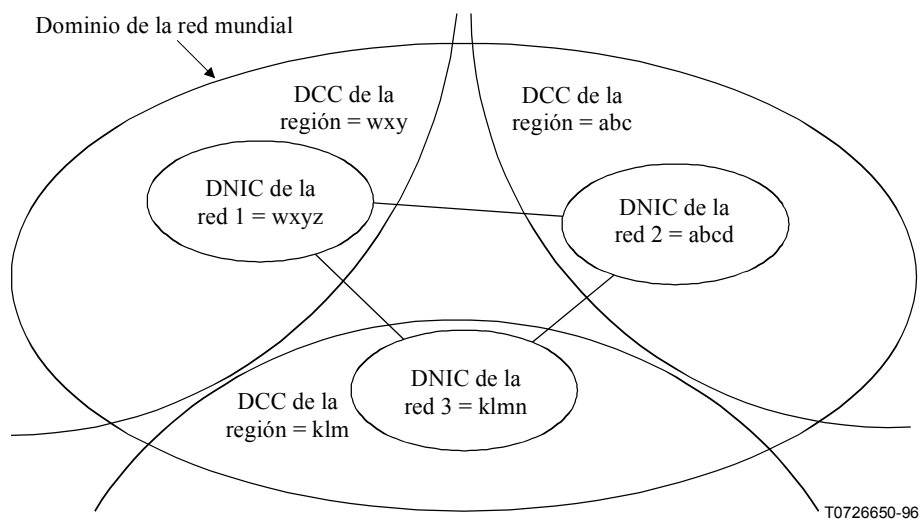 Dominio de la red mundial
DCC de la
región = wxy
DCC de la
región = abc
DNIC de la
red 1 = wxyz
DNIC de la
red 2 = abcd
DNIC de la
red 3 = klmn
DCC de la
región = klm
T0726650-96